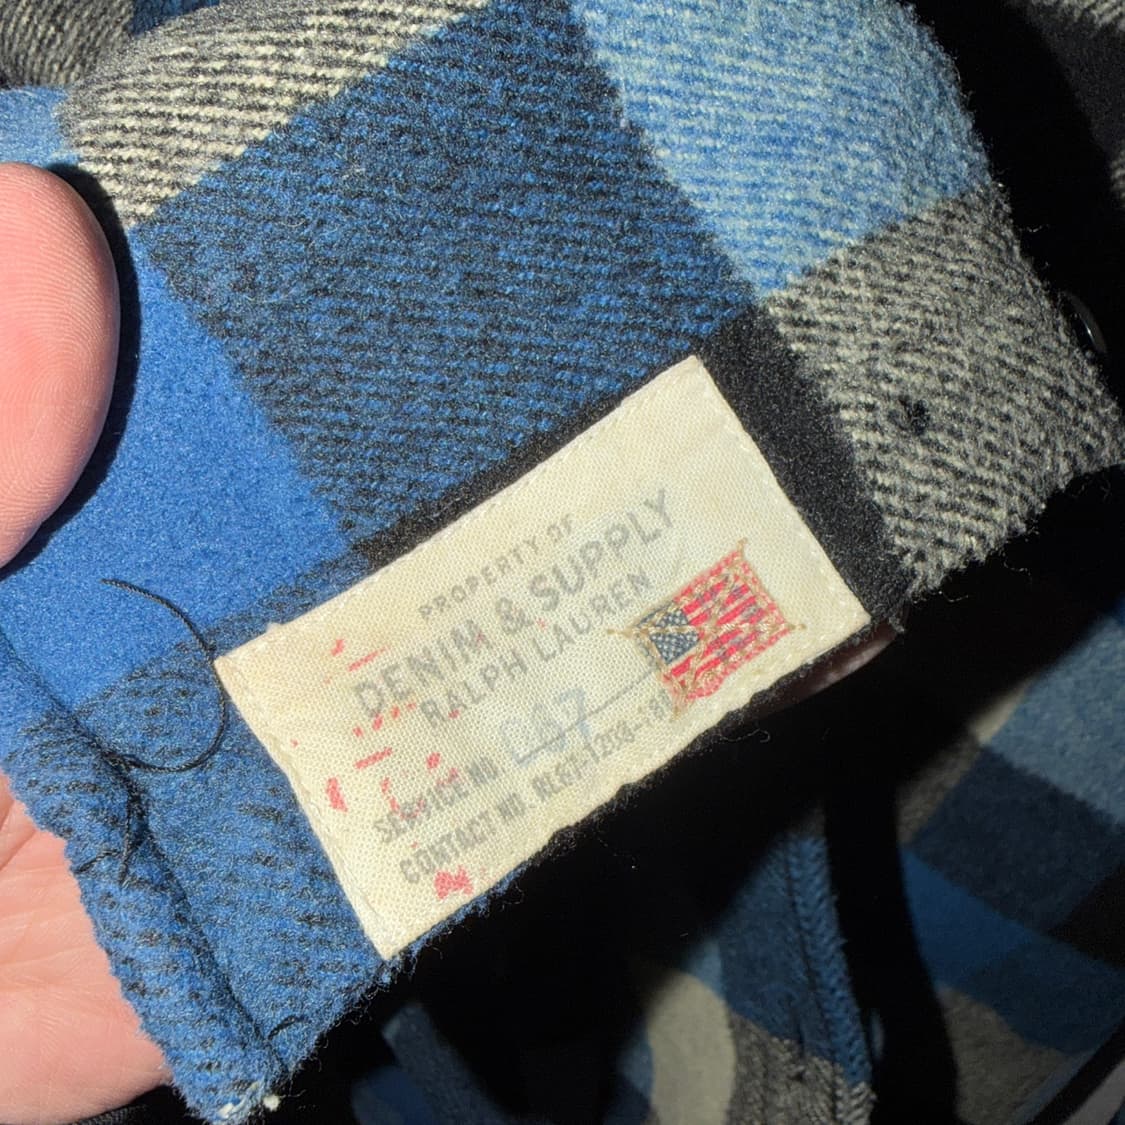 PROPERTY OF
DENIM & SUPPLY
RALPH LAUREN
SERVICE NO
CONTACT NO